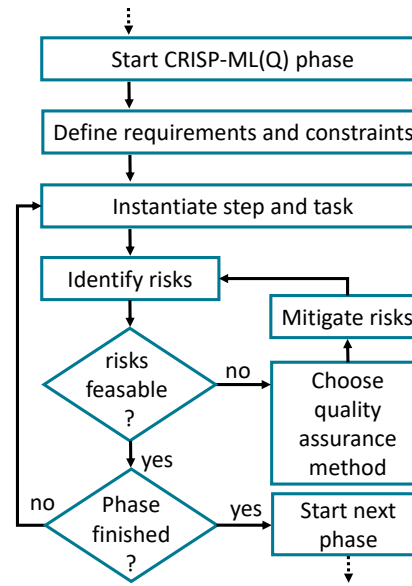 Start CRISP-ML(Q) phase
Define requirements and constraints
Instantiate step and task
Identify risks
Mitigate risks
risks
feasable
?
no
Choose
quality
assurance
method
yes
no
Phase
finished
?
yes
Start next
phase